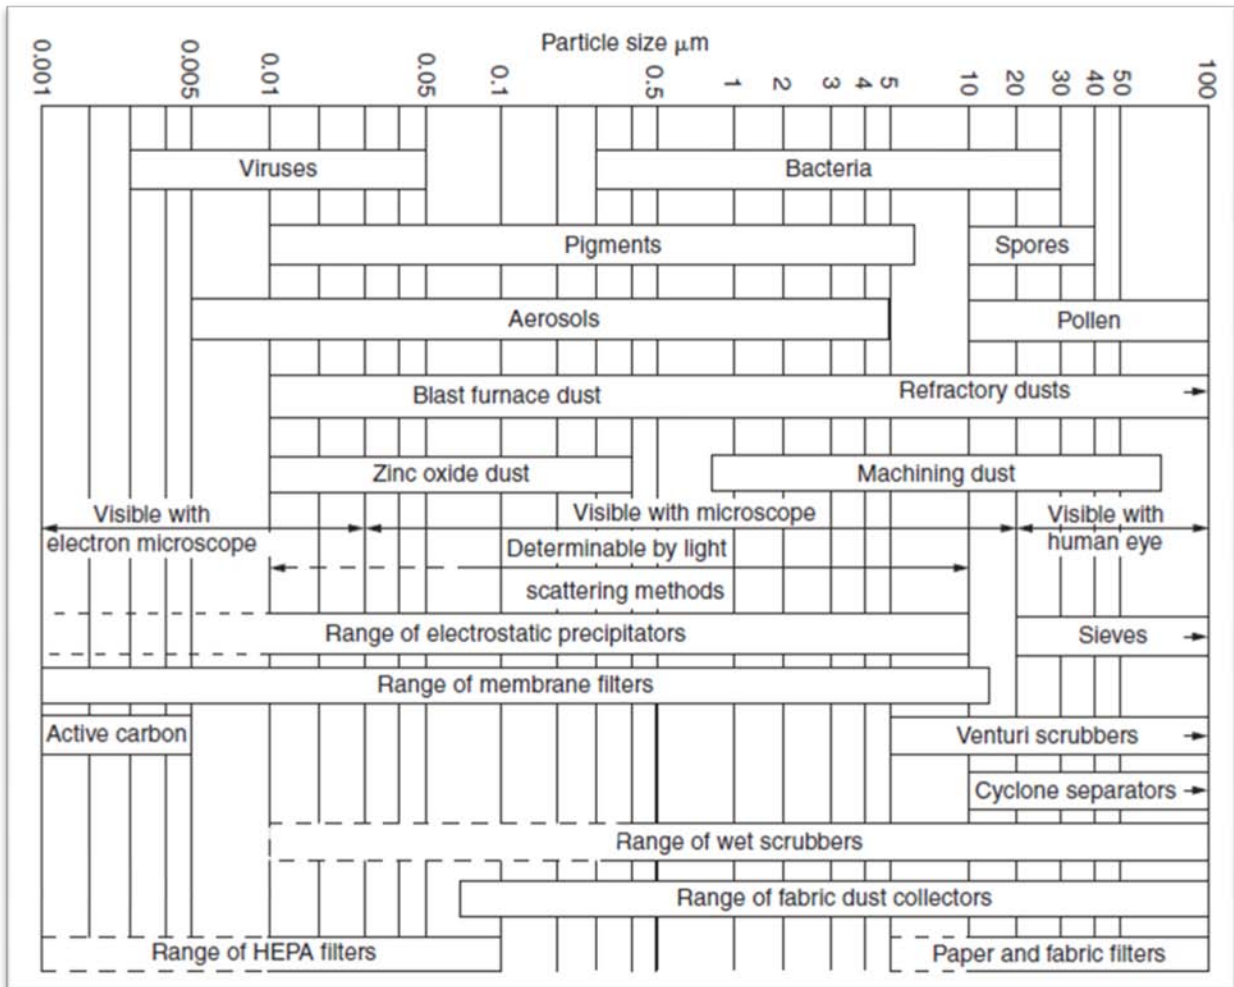 Particle size μm
0.001
0.005
0.01
0.05
0.1
0.5
1
2
3
4
5
10
20
30
40
50
100
Viruses
Bacteria
Pigments
Spores
Aerosols
Pollen
Blast furnace dust
Refractory dusts
Zinc oxide dust
Machining dust
Visible with
electron microscope
Visible with microscope
Visible with
human eye
Determinable by light
scattering methods
Range of electrostatic precipitators
Sieves
Range of membrane filters
Active carbon
Venturi scrubbers
Cyclone separators
Range of wet scrubbers
Range of fabric dust collectors
Range of HEPA filters
Paper and fabric filters